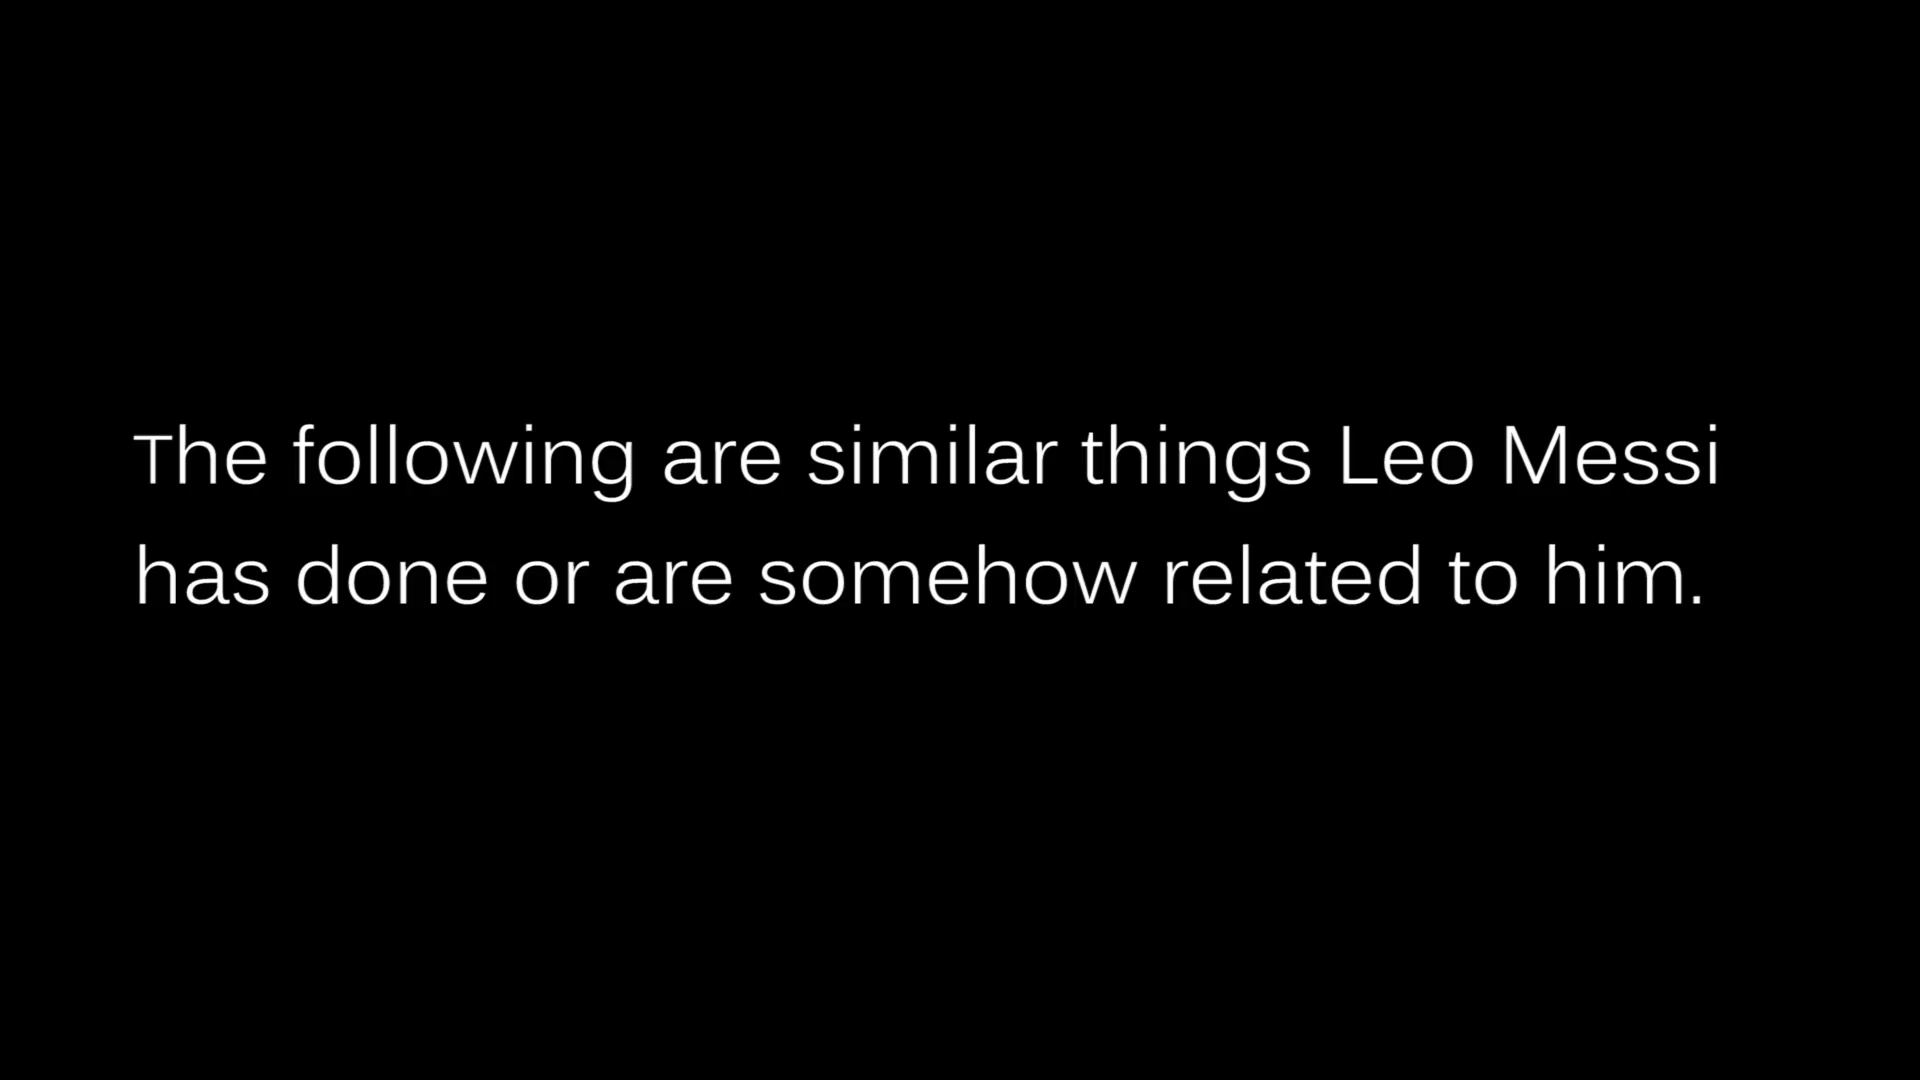 The following are similar things Leo Messi
has done or are somehow related to him.